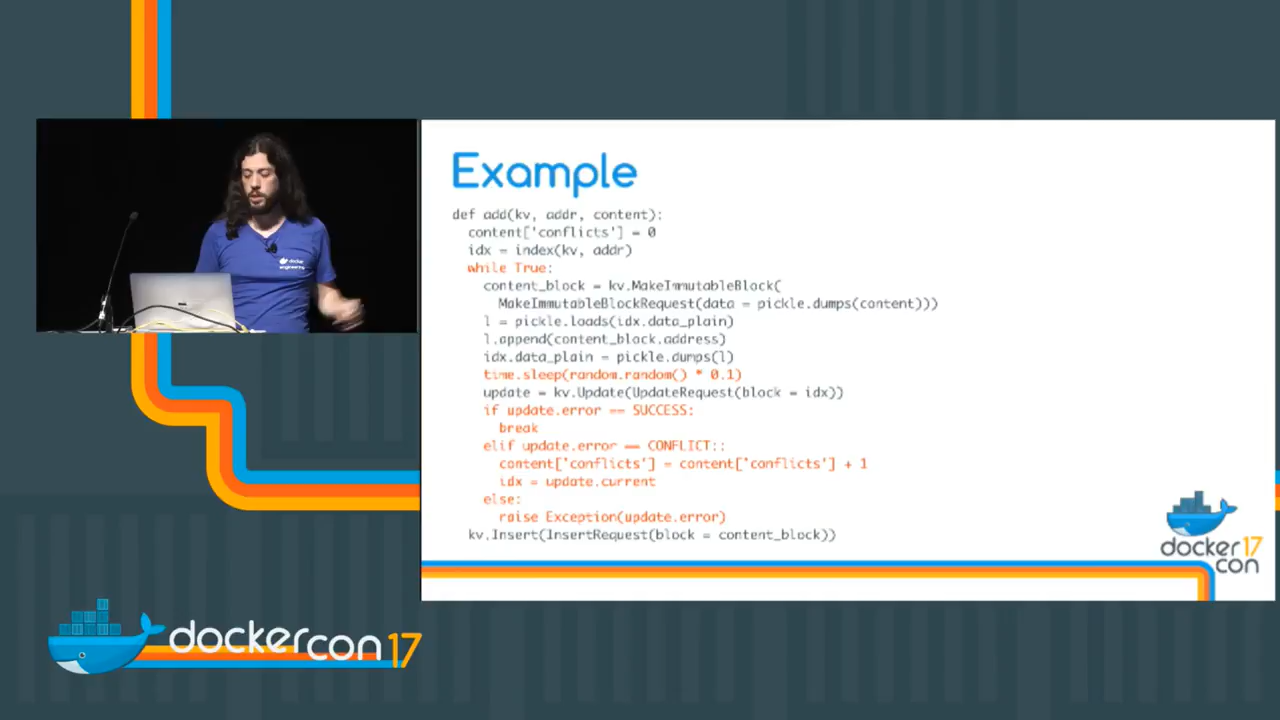 Example
def add(kv, addr, content):
content['conflicts'] = 0
idx = index(kv, addr)
while True:
content_block = kv.MakeImmutableBlock(
MakeImmutableBlockRequest(data = pickle.dumps(content)))
l = pickle.loads(idx.data_plain)
l.append(content_block.address)
idx.data_plain = pickle.dumps(l)
time.sleep(random.random() * 0.1)
update = kv.Update(UpdateRequest(block = idx))
if update.error == SUCCESS:
break
elif update.error == CONFLICT::
content['conflicts'] = content['conflicts'] + 1
idx = update.current
else:
raise Exception(update.error)
kv.Insert(InsertRequest(block = content_block))
docker
engineering
docker 17
con
dockercon 17